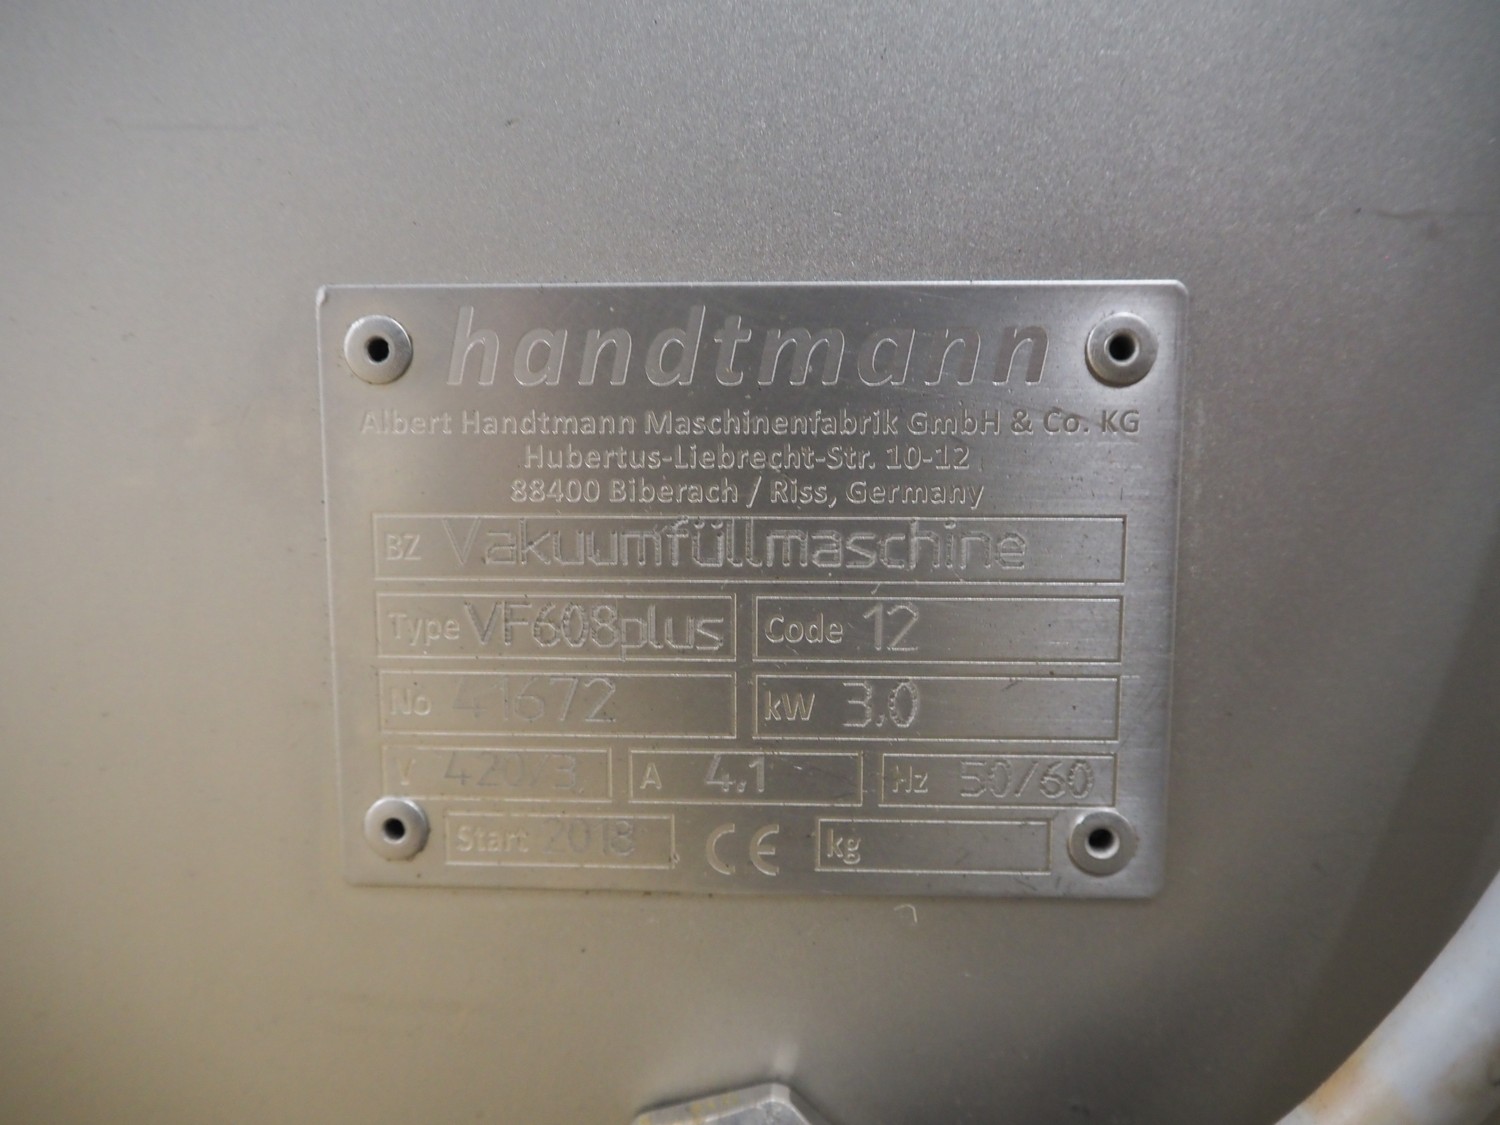 handtmann
Albert Handtmann Maschinenfabrik GmbH & Co. KG
Hubertus-Liebrecht-Str. 10-12
88400 Biberach / Riss, Germany
BZ Vakuumfüllmaschine
Type VF608plus Code 12
No 41672 kW 3.0
V 420/3 A 4.1 Hz 50/60
Start 2018 CE kg